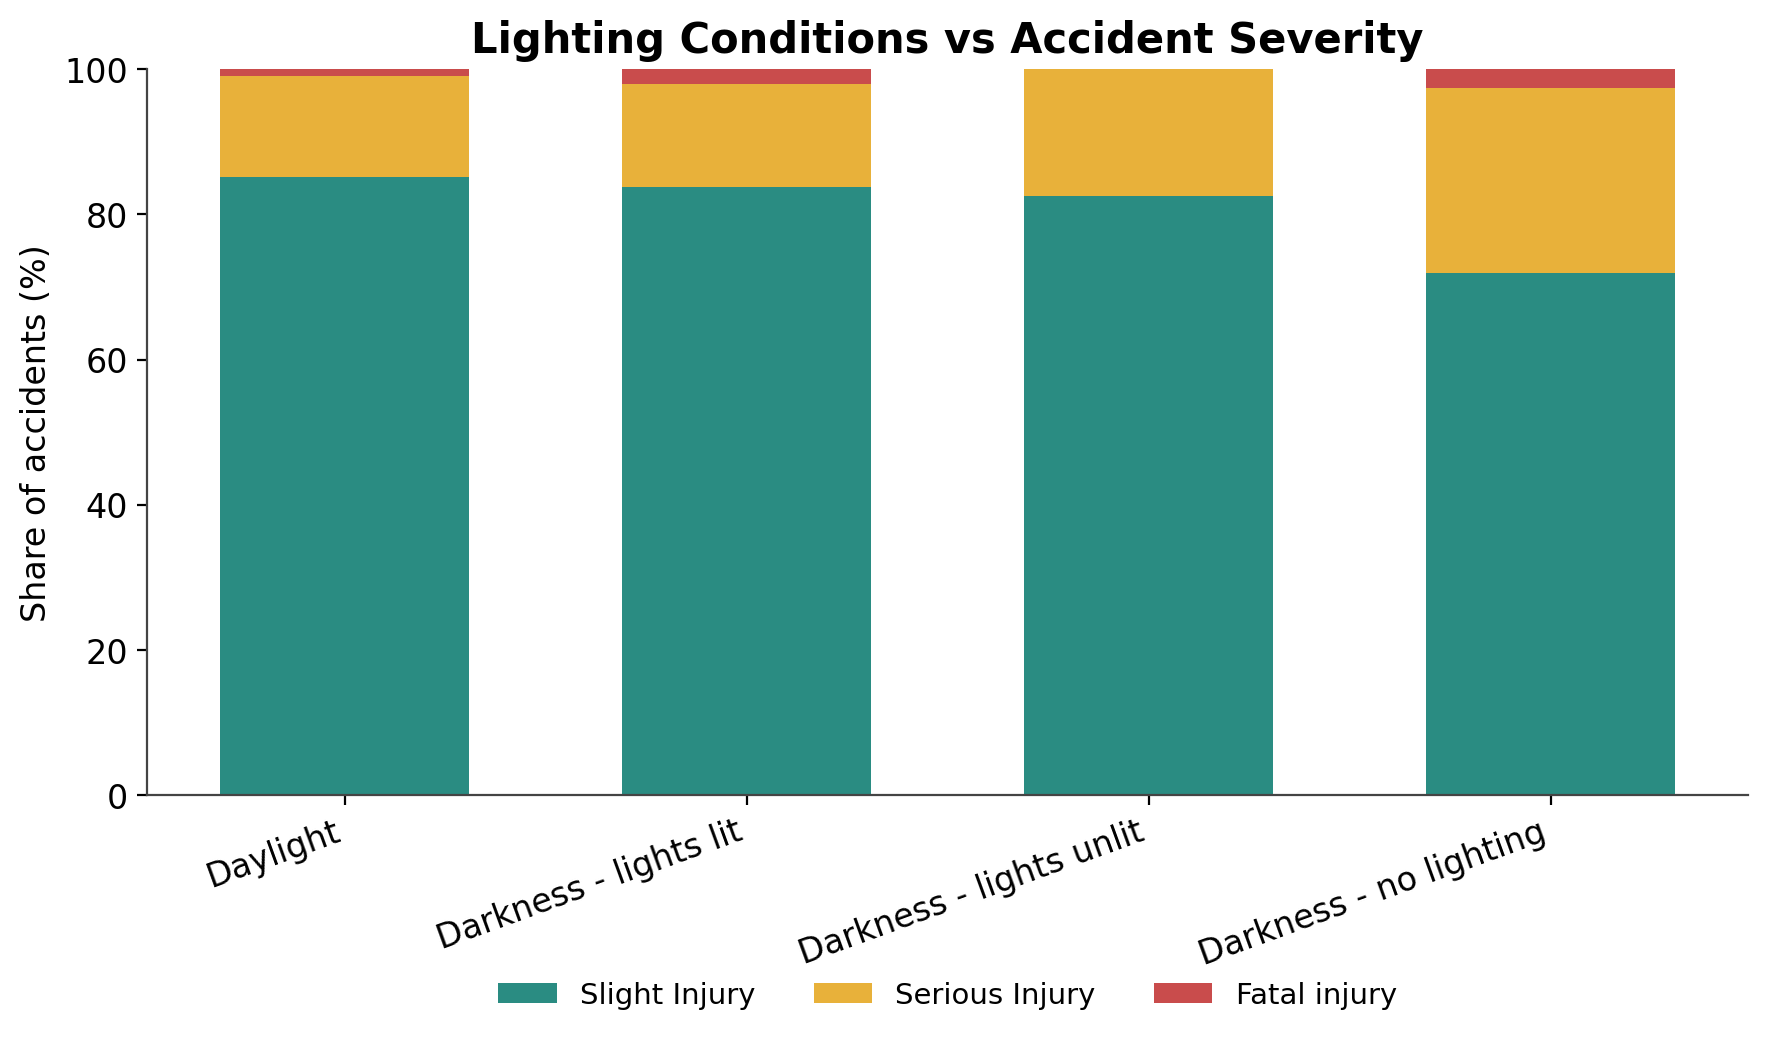 Lighting Conditions vs Accident Severity
Share of accidents (%)
100
80
60
40
20
0
Daylight
Darkness - lights lit
Darkness - lights unlit
Darkness - no lighting
Slight Injury
Serious Injury
Fatal injury